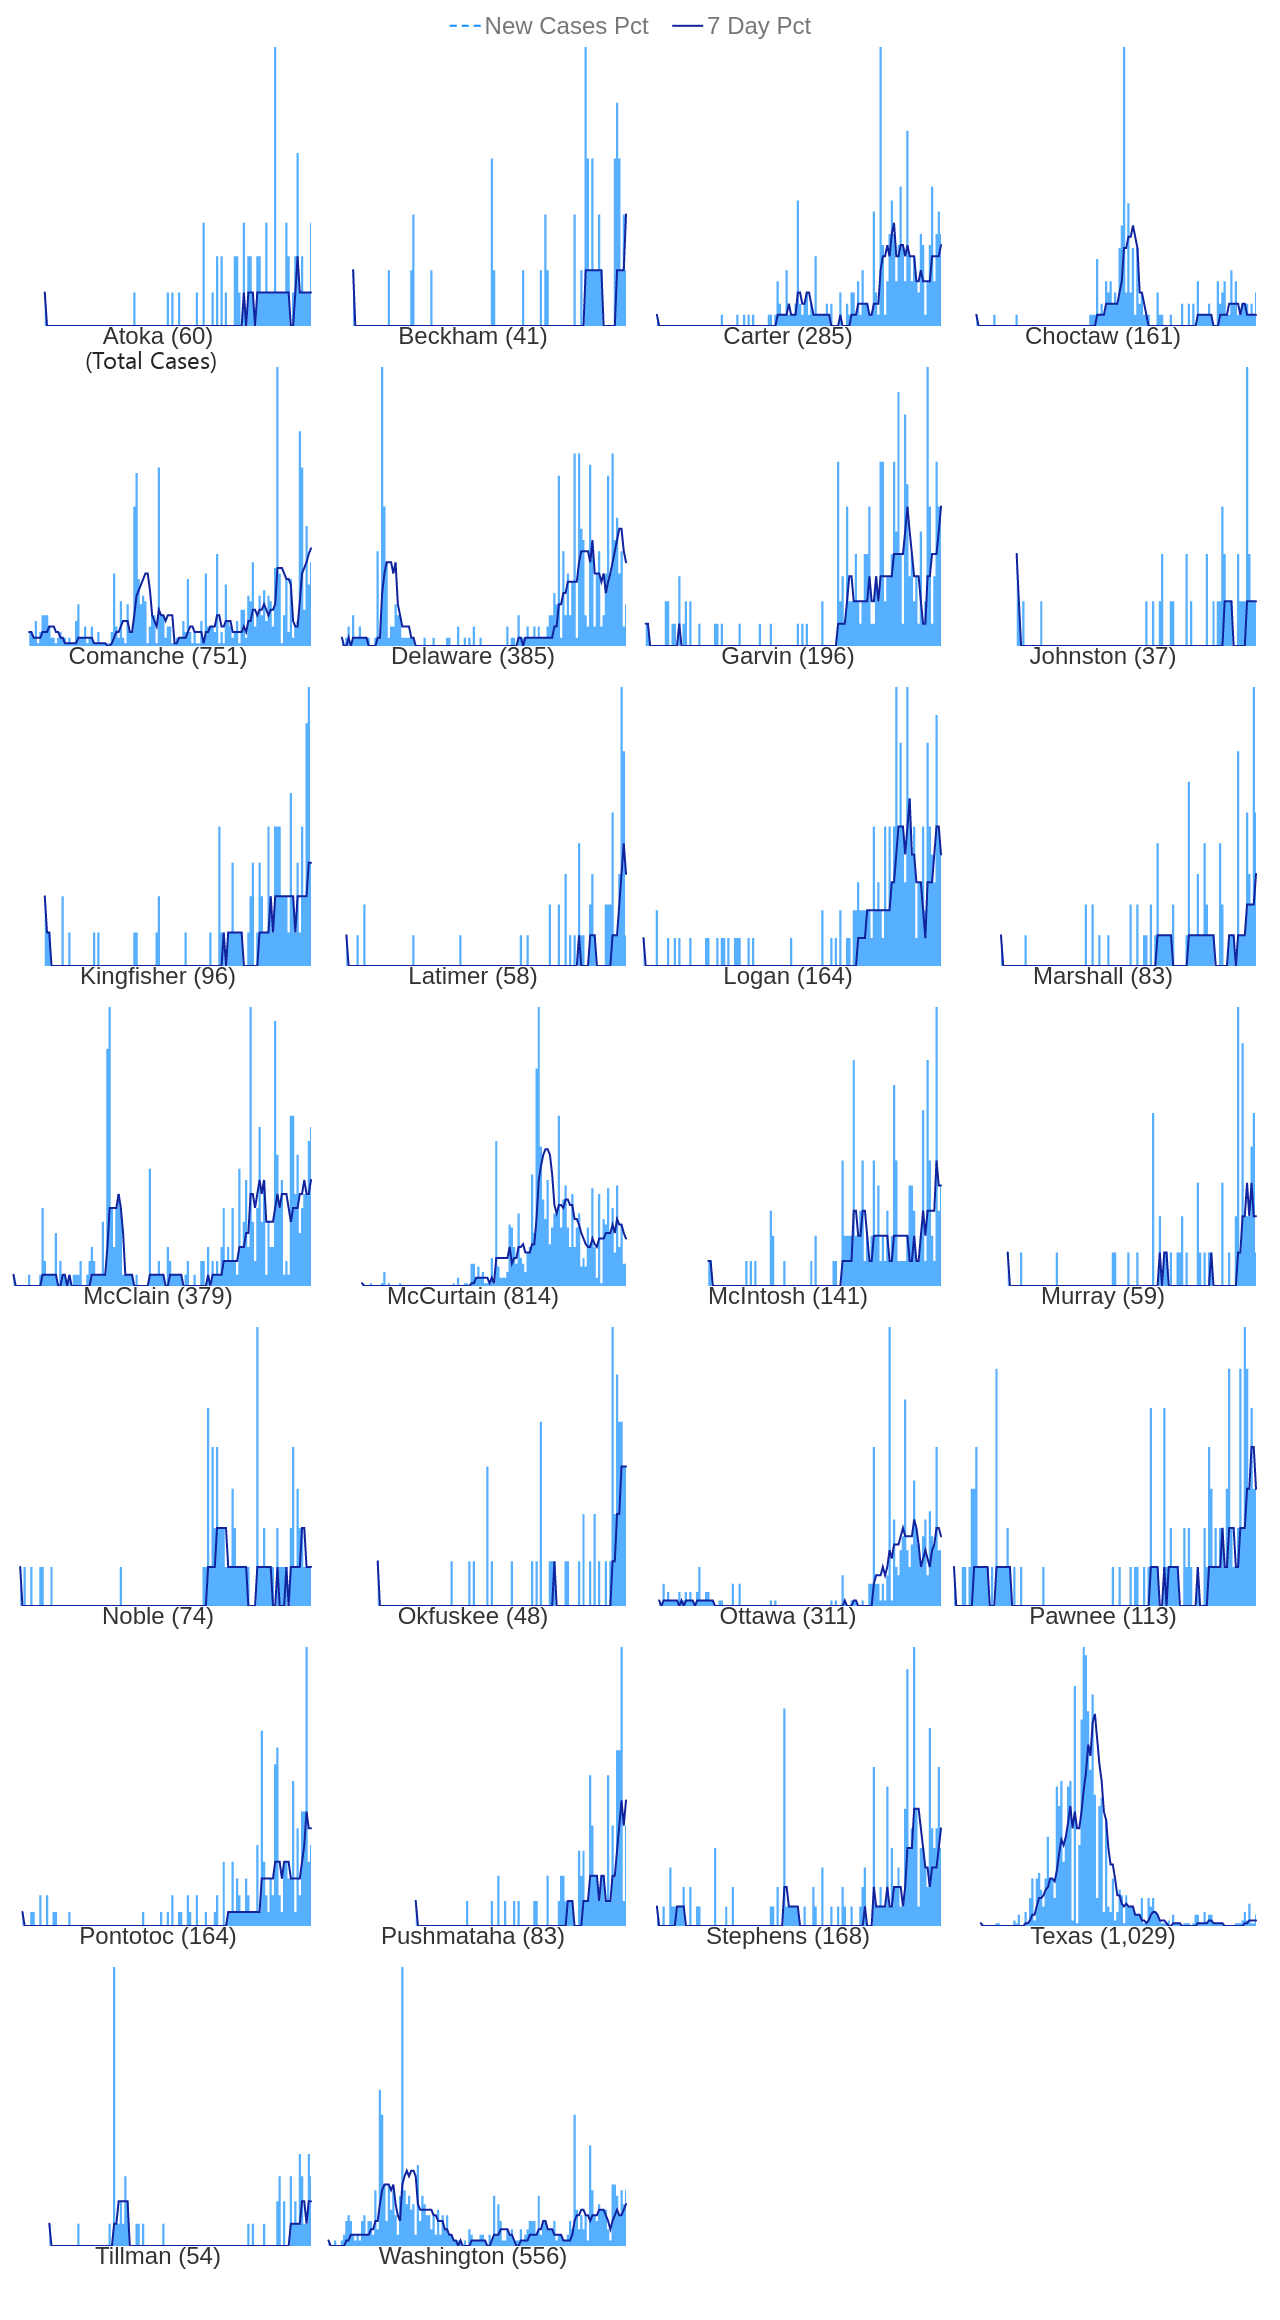 New Cases Pct 7 Day Pct
Atoka (60) Beckham (41) Carter (285) Choctaw (161)
(Total Cases)
Comanche (751) Delaware (385) Garvin (196) Johnston (37)
Kingfisher (96) Latimer (58) Logan (164) Marshall (83)
McClain (379) McCurtain (814) McIntosh (141) Murray (59)
Noble (74) Okfuskee (48) Ottawa (311) Pawnee (113)
Pontotoc (164) Pushmataha (83) Stephens (168) Texas (1,029)
Tillman (54) Washington (556)